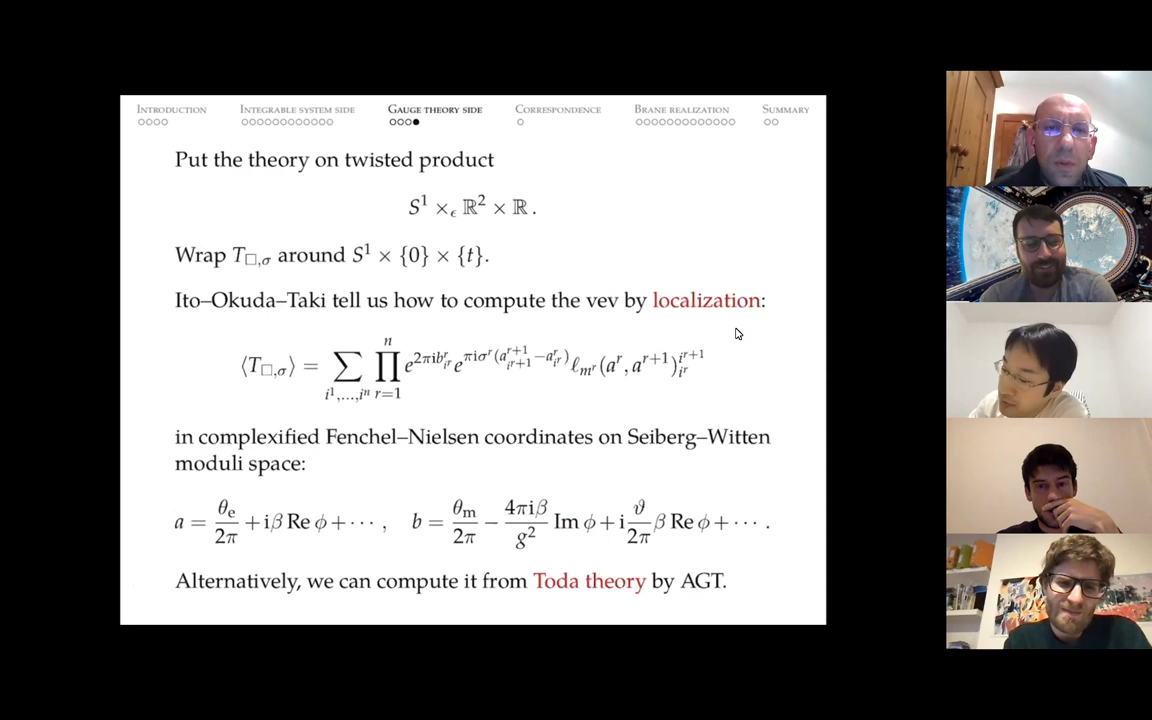 INTRODUCTION INTEGRABLE SYSTEM SIDE GAUGE THEORY SIDE CORRESPONDENCE BRANE REALIZATION SUMMARY
Put the theory on twisted product
S¹ ×_ϵ ℝ² × ℝ .
Wrap T_{□,σ} around S¹ × {0} × {t}.
Ito–Okuda–Taki tell us how to compute the vev by localization:
⟨T_{□,σ}⟩ = ∑_{i¹,...,iⁿ} ∏_{r=1}^{n} e^{2πi b^r_{i^r}} e^{πiσ^r(a^{r+1}_{i^{r+1}} − a^r_{i^r})} ℓ_{m^r}(a^r, a^{r+1})^{i^{r+1}}_{i^r}
in complexified Fenchel–Nielsen coordinates on Seiberg–Witten
moduli space:
a = θ_e/2π + iβ Re ϕ + ··· , b = θ_m/2π − 4πiβ/g² Im ϕ + i ϑ/2π β Re ϕ + ··· .
Alternatively, we can compute it from Toda theory by AGT.